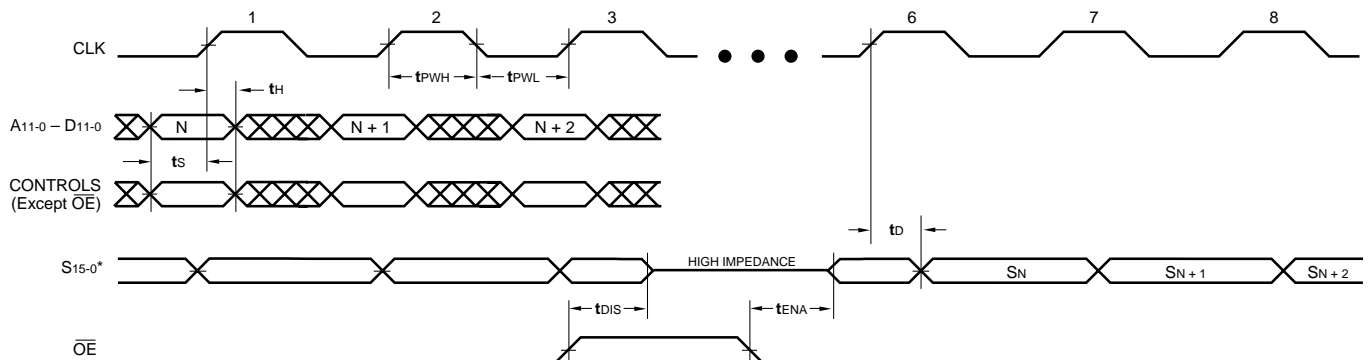 1 2 3 6 7 8
CLK
tPWH tPWL
tH
A11-0 – D11-0 N N + 1 N + 2
tS
CONTROLS
(Except OE)
tD
S15-0* HIGH IMPEDANCE SN SN + 1 SN + 2
tDIS tENA
OE